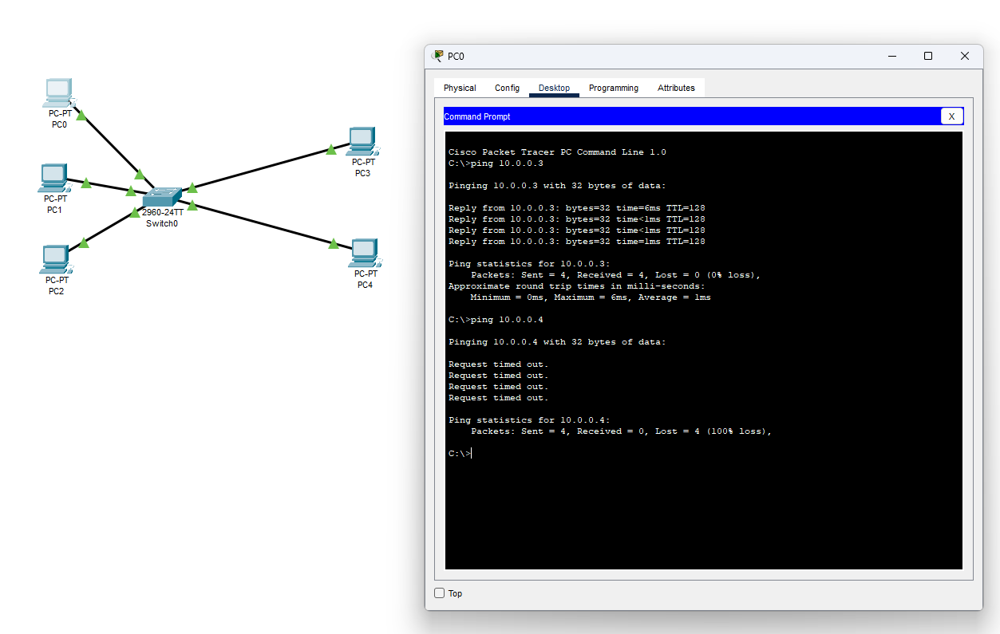 PC-PT
PC0
PC-PT
PC1
PC-PT
PC2
2960-24TT
Switch0
PC-PT
PC3
PC-PT
PC4
PC0
Physical Config Desktop Programming Attributes
Command Prompt X
Cisco Packet Tracer PC Command Line 1.0
C:\>ping 10.0.0.3
Pinging 10.0.0.3 with 32 bytes of data:
Reply from 10.0.0.3: bytes=32 time=6ms TTL=128
Reply from 10.0.0.3: bytes=32 time<1ms TTL=128
Reply from 10.0.0.3: bytes=32 time<1ms TTL=128
Reply from 10.0.0.3: bytes=32 time=1ms TTL=128
Ping statistics for 10.0.0.3:
Packets: Sent = 4, Received = 4, Lost = 0 (0% loss),
Approximate round trip times in milli-seconds:
Minimum = 0ms, Maximum = 6ms, Average = 1ms
C:\>ping 10.0.0.4
Pinging 10.0.0.4 with 32 bytes of data:
Request timed out.
Request timed out.
Request timed out.
Request timed out.
Ping statistics for 10.0.0.4:
Packets: Sent = 4, Received = 0, Lost = 4 (100% loss),
C:\>
Top